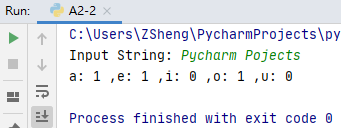 Run: A2-2 ×
C:\Users\ZSheng\PycharmProjects\py
Input String: Pycharm Pojects
a: 1 ,e: 1 ,i: 0 ,o: 1 ,u: 0
Process finished with exit code 0